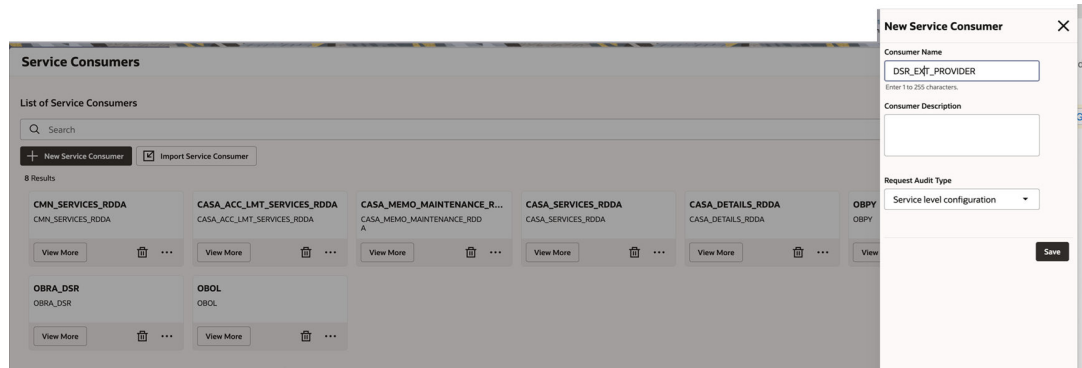 New Service Consumer
Consumer Name
DSR_EXT_PROVIDER
Enter 1 to 255 characters.
Consumer Description
Request Audit Type
Service level configuration
Save
Service Consumers
List of Service Consumers
Search
New Service Consumer Import Service Consumer
8 Results
CMN_SERVICES_RDDA CASA_ACC_LMT_SERVICES_RDDA CASA_MEMO_MAINTENANCE_R... CASA_SERVICES_RDDA CASA_DETAILS_RDDA OBPY
CMN_SERVICES_RDDA CASA_ACC_LMT_SERVICES_RDDA CASA_MEMO_MAINTENANCE_RDD CASA_SERVICES_RDDA CASA_DETAILS_RDDA OBPY
A
View More View More View More View More View More View
OBRA_DSR OBOL
OBRA_DSR OBOL
View More View More